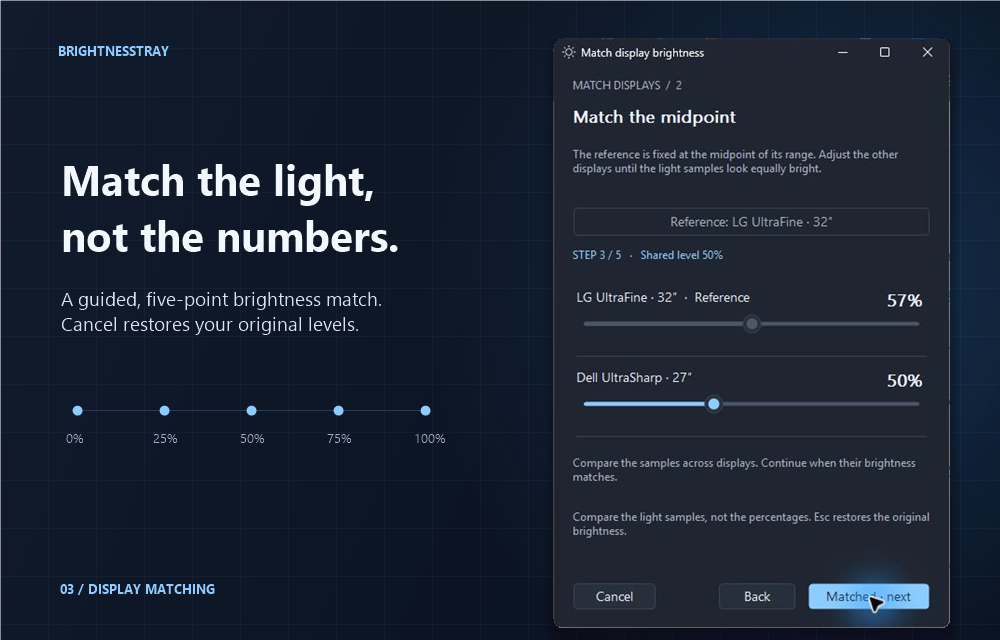 BRIGHTNESSTRAY
Match the light,
not the numbers.
A guided, five-point brightness match.
Cancel restores your original levels.
0% 25% 50% 75% 100%
03 / DISPLAY MATCHING
Match display brightness
MATCH DISPLAYS / 2
Match the midpoint
The reference is fixed at the midpoint of its range. Adjust the other
displays until the light samples look equally bright.
Reference: LG UltraFine · 32"
STEP 3 / 5 · Shared level 50%
LG UltraFine · 32" · Reference 57%
Dell UltraSharp · 27" 50%
Compare the samples across displays. Continue when their brightness
matches.
Compare the light samples, not the percentages. Esc restores the original
brightness.
Cancel Back Matched · next